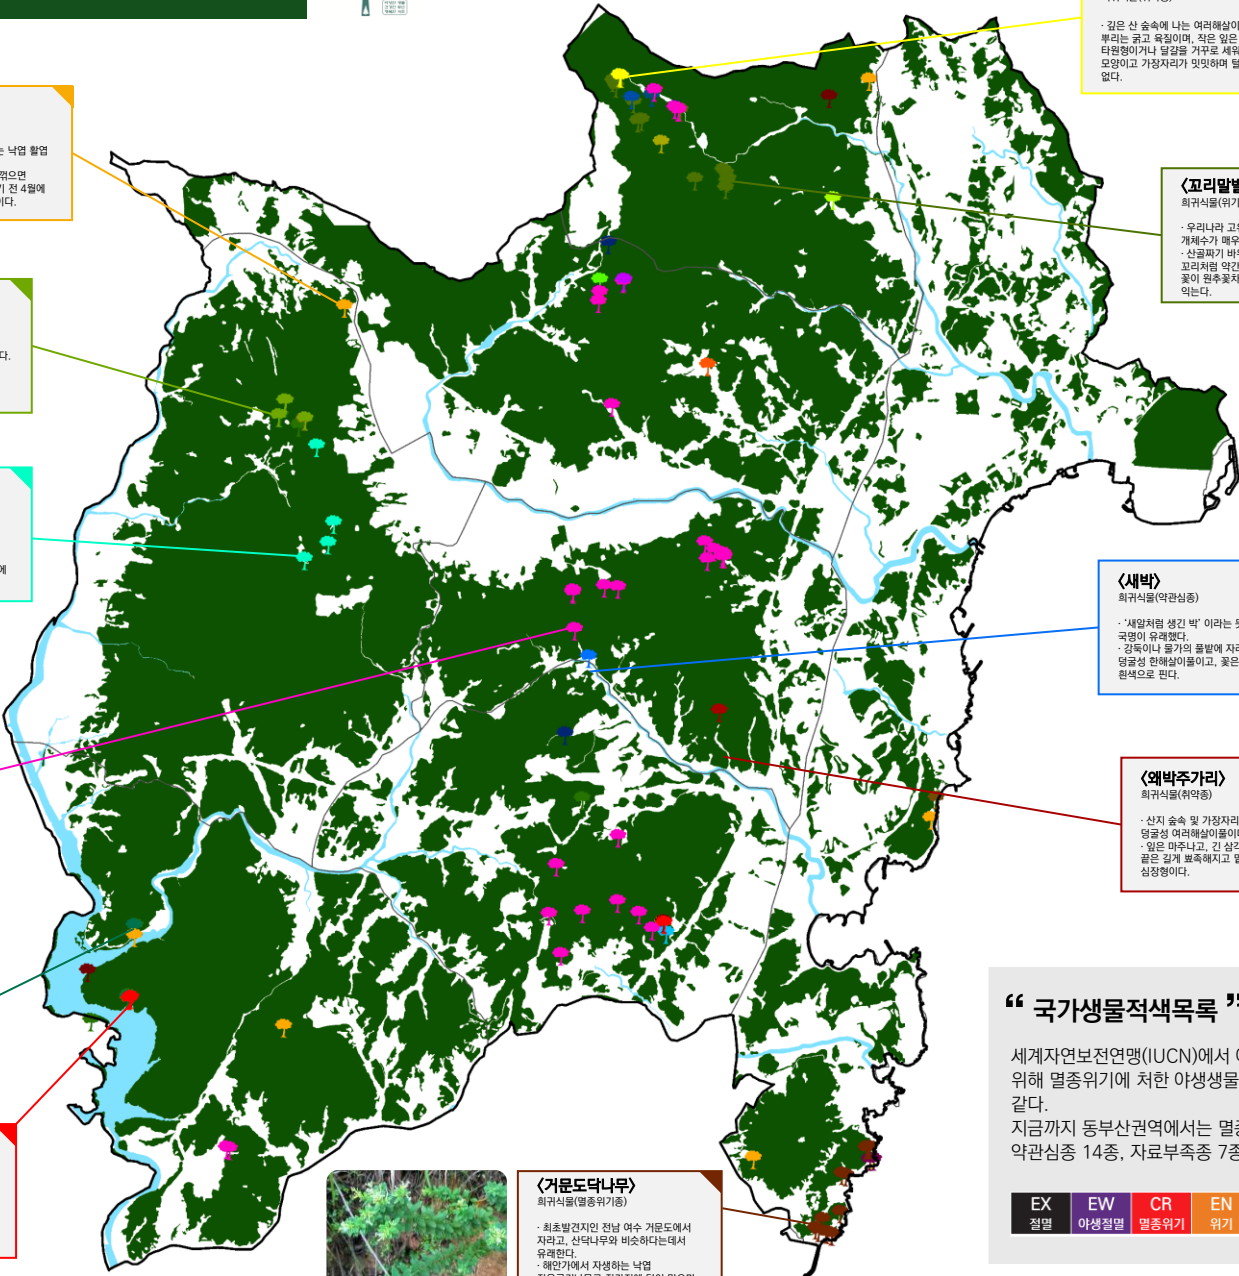 · 깊은 산 숲속에 나는 여러해살이
뿌리는 굵고 육질이며, 작은 잎은
타원형이거나 달걀을 거꾸로 세워
모양이고 가장자리가 밋밋하며 털
없다.
는 낙엽 활엽
꺾으면
기 전 4월에
이다.
〈꼬리말발
희귀식물(위기
· 우리나라 고유
개체수가 매우
· 산골짜기 바위
꼬리처럼 약간
꽃이 원추꽃차
익는다.
다.
에
〈새박〉
희귀식물(약관심종)
· ‘새알처럼 생긴 박’ 이라는 뜻
국명이 유래했다.
· 강둑이나 물가의 풀밭에 자라
덩굴성 한해살이풀이고, 꽃은
흰색으로 핀다.
〈왜박주가리〉
희귀식물(취약종)
· 산지 숲속 및 가장자리
덩굴성 여러해살이풀이다
· 잎은 마주나고, 긴 삼각
끝은 길게 뾰족해지고 밑
심장형이다.
“ 국가생물적색목록 ”
세계자연보전연맹(IUCN)에서
위해 멸종위기에 처한 야생생물
같다.
지금까지 동부산권역에서는 멸종
약관심종 14종, 자료부족종 7종
EX EW CR EN
절멸 야생절멸 멸종위기 위기
〈거문도닥나무〉
희귀식물(멸종위기종)
· 최초발견지인 전남 여수 거문도에서
자라고, 산닥나무와 비슷하다는데서
유래한다.
· 해안가에서 자생하는 낙엽